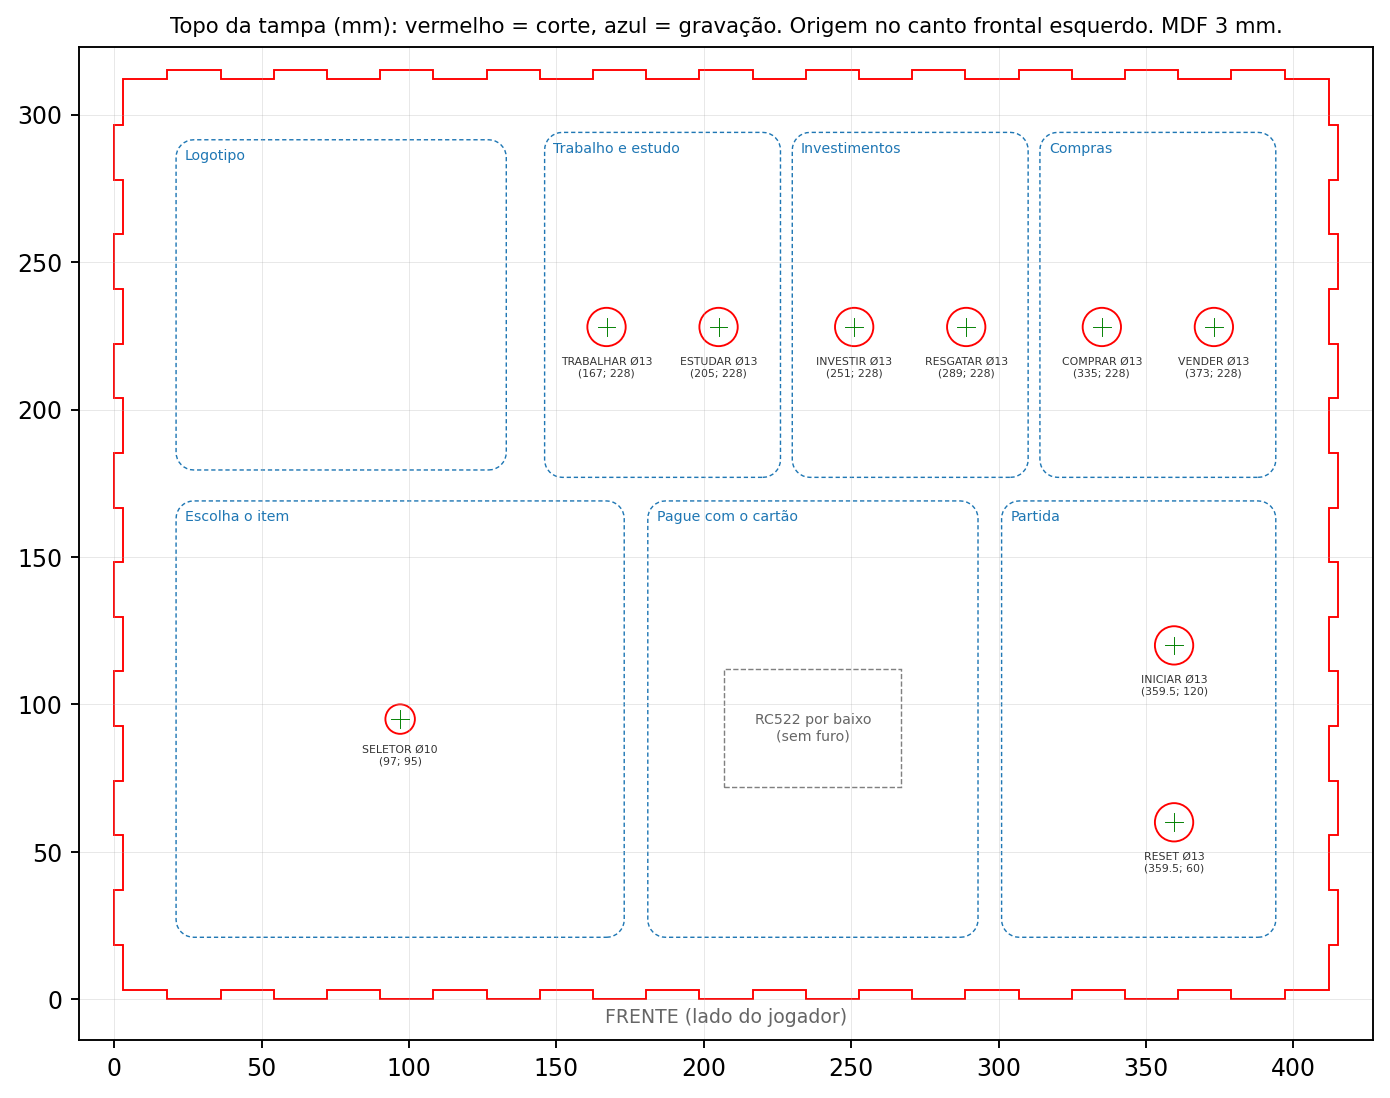 Topo da tampa (mm): vermelho = corte, azul = gravação. Origem no canto frontal esquerdo. MDF 3 mm.
300
250
200
150
100
50
0
Logotipo
Trabalho e estudo
Investimentos
Compras
TRABALHAR Ø13
(167; 228)
ESTUDAR Ø13
(205; 228)
INVESTIR Ø13
(251; 228)
RESGATAR Ø13
(289; 228)
COMPRAR Ø13
(335; 228)
VENDER Ø13
(373; 228)
Escolha o item
Pague com o cartão
Partida
SELETOR Ø10
(97; 95)
RC522 por baixo
(sem furo)
INICIAR Ø13
(359.5; 120)
RESET Ø13
(359.5; 60)
FRENTE (lado do jogador)
0
50
100
150
200
250
300
350
400